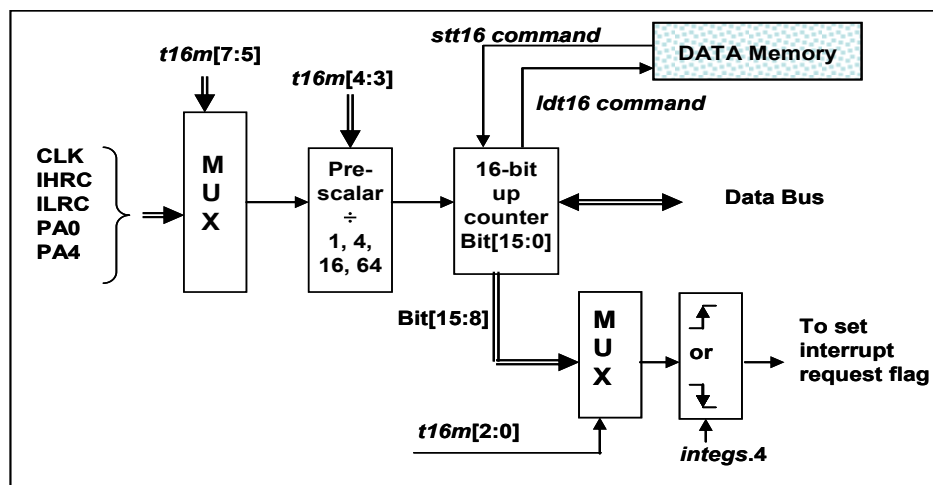 stt16 command
DATA Memory
t16m[7:5]
t16m[4:3]
ldt16 command
CLK
IHRC
ILRC
PA0
PA4
M
U
X
Pre-
scalar
÷
1, 4,
16, 64
16-bit
up
counter
Bit[15:0]
Data Bus
Bit[15:8]
M
U
X
or
To set
interrupt
request flag
t16m[2:0]
integs.4